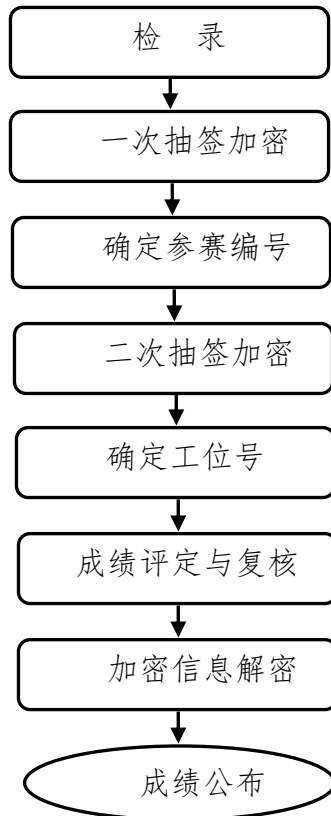 检 录
一次抽签加密
确定参赛编号
二次抽签加密
确定工位号
成绩评定与复核
加密信息解密
成绩公布